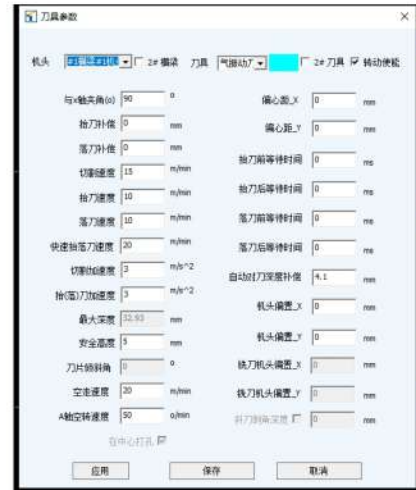 刀具参数
机头 #1横梁#1机 2# 横梁 刀具 气振动刀 2# 刀具 转动使能
与x轴夹角(o) 90 o 偏心距_X 0 mm
抬刀补偿 0 mm 偏心距_Y 0 mm
落刀补偿 0 mm 抬刀前等待时间 0 ms
切割速度 15 m/min 抬刀后等待时间 0 ms
抬刀速度 10 m/min 落刀前等待时间 0 ms
落刀速度 10 m/min 落刀后等待时间 0 ms
快速抬落刀速度 20 m/min 自动对刀深度补偿 4.1 mm
切割加速度 3 m/s^2 机头偏置_X 0 mm
抬(落)刀加速度 3 m/s^2 机头偏置_Y 0 mm
最大深度 32.93 mm 铣刀机头偏置_X 0 mm
安全高度 5 mm 铣刀机头偏置_Y 0 mm
刀片倾斜角 0 o 斜刀倒角深度 0 mm
空走速度 20 m/min
A轴空转速度 50 o/min
在中心打孔
应用 保存 取消